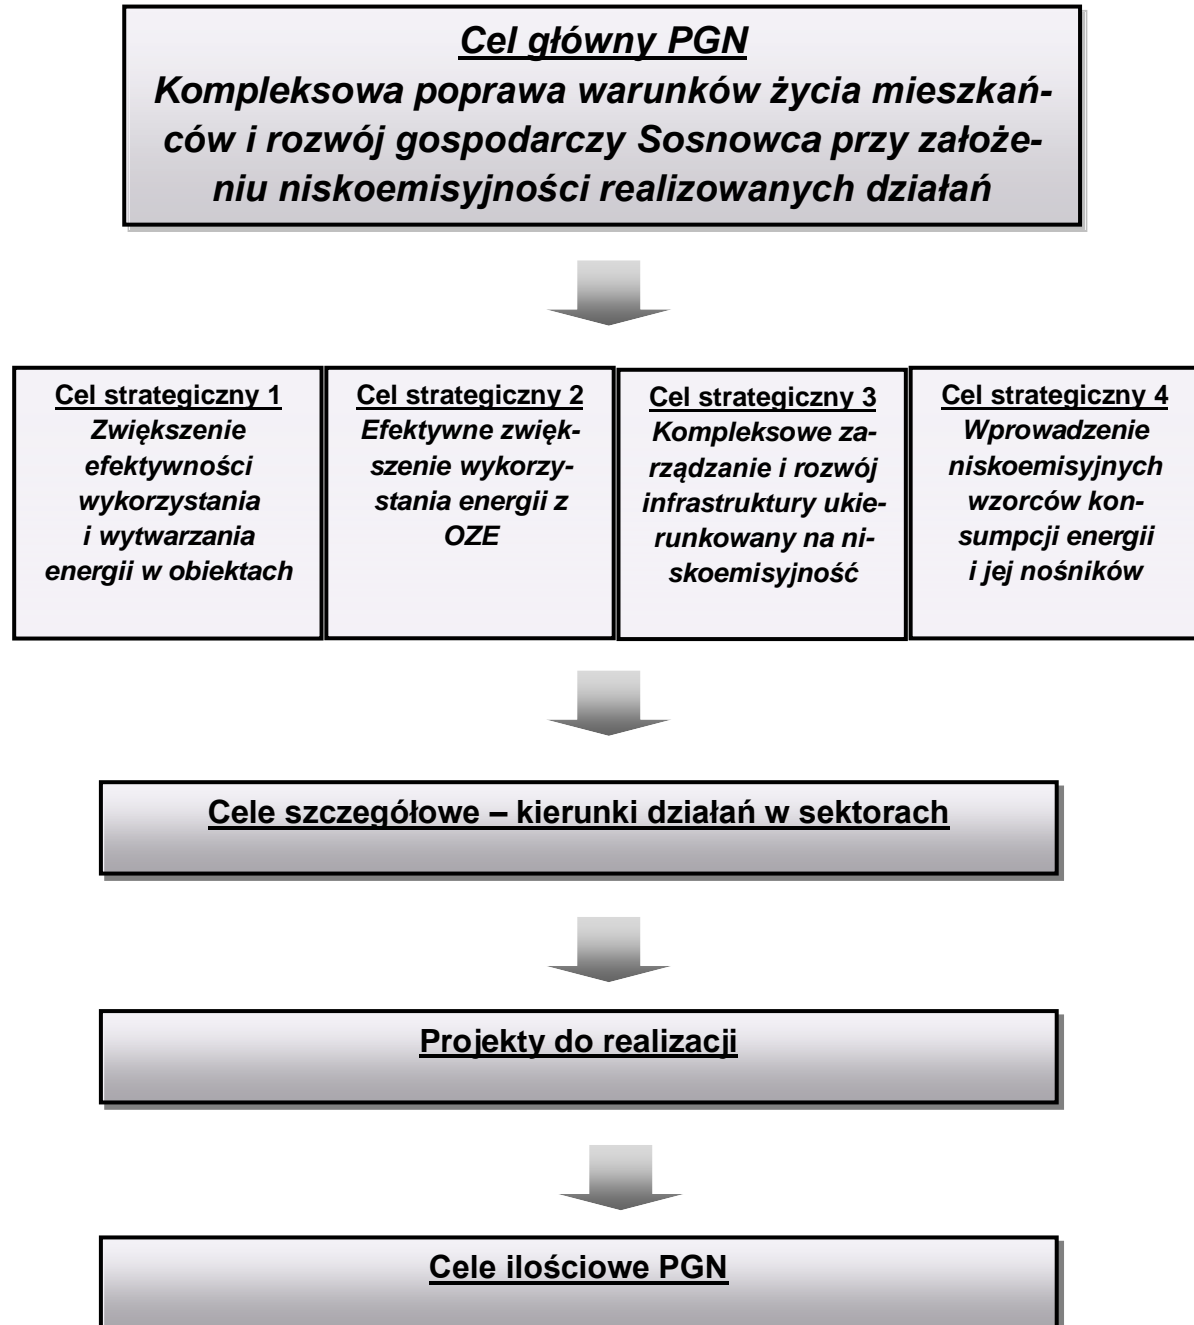 Cel główny PGN
Kompleksowa poprawa warunków życia mieszkań-
ców i rozwój gospodarczy Sosnowca przy założe-
niu niskoemisyjności realizowanych działań
Cel strategiczny 1
Zwiększenie
efektywności
wykorzystania
i wytwarzania
energii w obiektach
Cel strategiczny 2
Efektywne zwięk-
szenie wykorzy-
stania energii z
OZE
Cel strategiczny 3
Kompleksowe za-
rządzanie i rozwój
infrastruktury ukie-
runkowany na ni-
skoemisyjność
Cel strategiczny 4
Wprowadzenie
niskoemisyjnych
wzorców kon-
sumpcji energii
i jej nośników
Cele szczegółowe – kierunki działań w sektorach
Projekty do realizacji
Cele ilościowe PGN